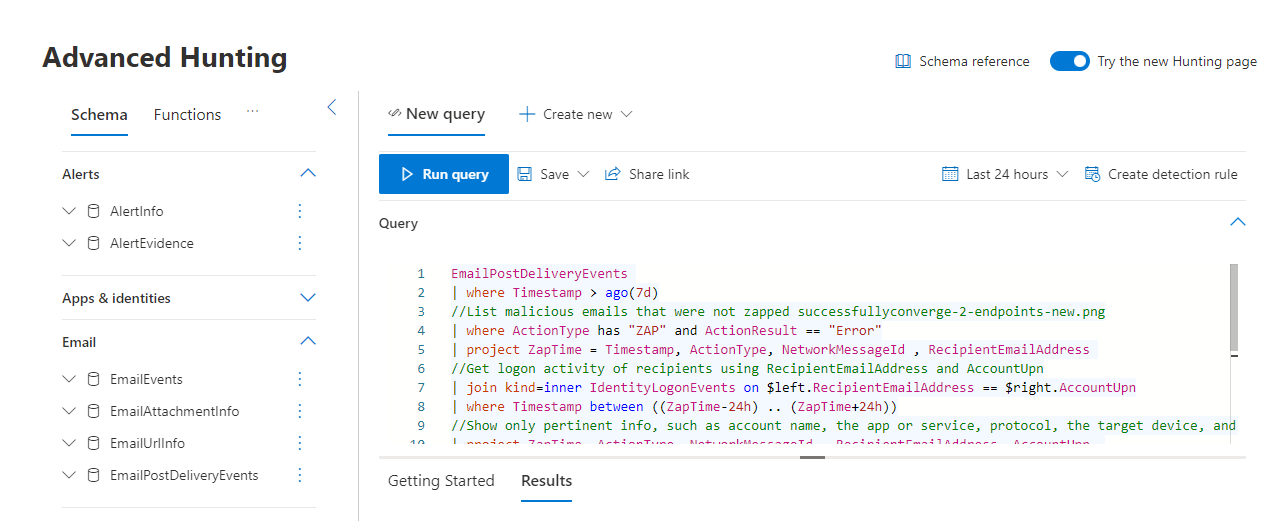 Advanced Hunting
Schema reference
Try the new Hunting page
Schema Functions ...
New query
Create new
Run query
Save
Share link
Last 24 hours
Create detection rule
Alerts
AlertInfo
AlertEvidence
Apps & identities
Email
EmailEvents
EmailAttachmentInfo
EmailUrlInfo
EmailPostDeliveryEvents
Query
1 EmailPostDeliveryEvents
2 | where Timestamp > ago(7d)
3 //List malicious emails that were not zapped successfullyconverge-2-endpoints-new.png
4 | where ActionType has "ZAP" and ActionResult == "Error"
5 | project ZapTime = Timestamp, ActionType, NetworkMessageId , RecipientEmailAddress
6 //Get logon activity of recipients using RecipientEmailAddress and AccountUpn
7 | join kind=inner IdentityLogonEvents on $left.RecipientEmailAddress == $right.AccountUpn
8 | where Timestamp between ((ZapTime-24h) .. (ZapTime+24h))
9 //Show only pertinent info, such as account name, the app or service, protocol, the target device, and
10 | project ZapTime, ActionType, NetworkMessageId , RecipientEmailAddress, AccountUpn,
Getting Started
Results